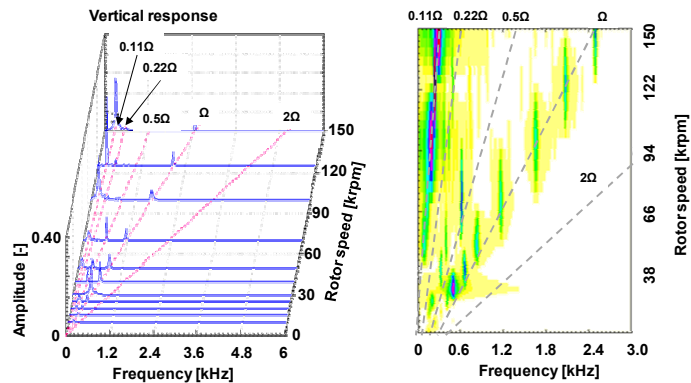 Vertical response
0.11Ω
0.22Ω
0.5Ω
Ω
2Ω
0.40
0
Amplitude [-]
0 1.2 2.4 3.6 4.8 6
Frequency [kHz]
150
120
90
60
30
0
Rotor speed [krpm]
0.11Ω 0.22Ω 0.5Ω Ω
2Ω
150
122
94
66
38
Rotor speed [krpm]
0 0.6 1.2 1.8 2.4 3.0
Frequency [kHz]